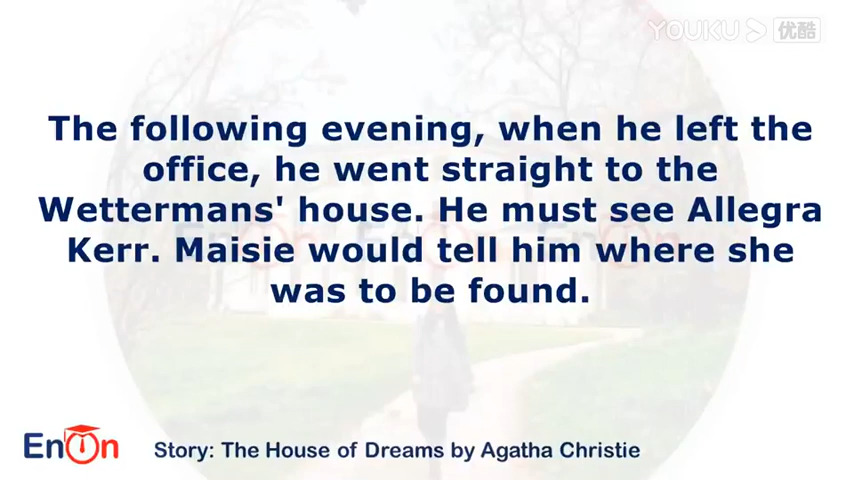 YOUKU 优酷
The following evening, when he left the
office, he went straight to the
Wettermans' house. He must see Allegra
Kerr. Maisie would tell him where she
was to be found.
EnOn
Story: The House of Dreams by Agatha Christie